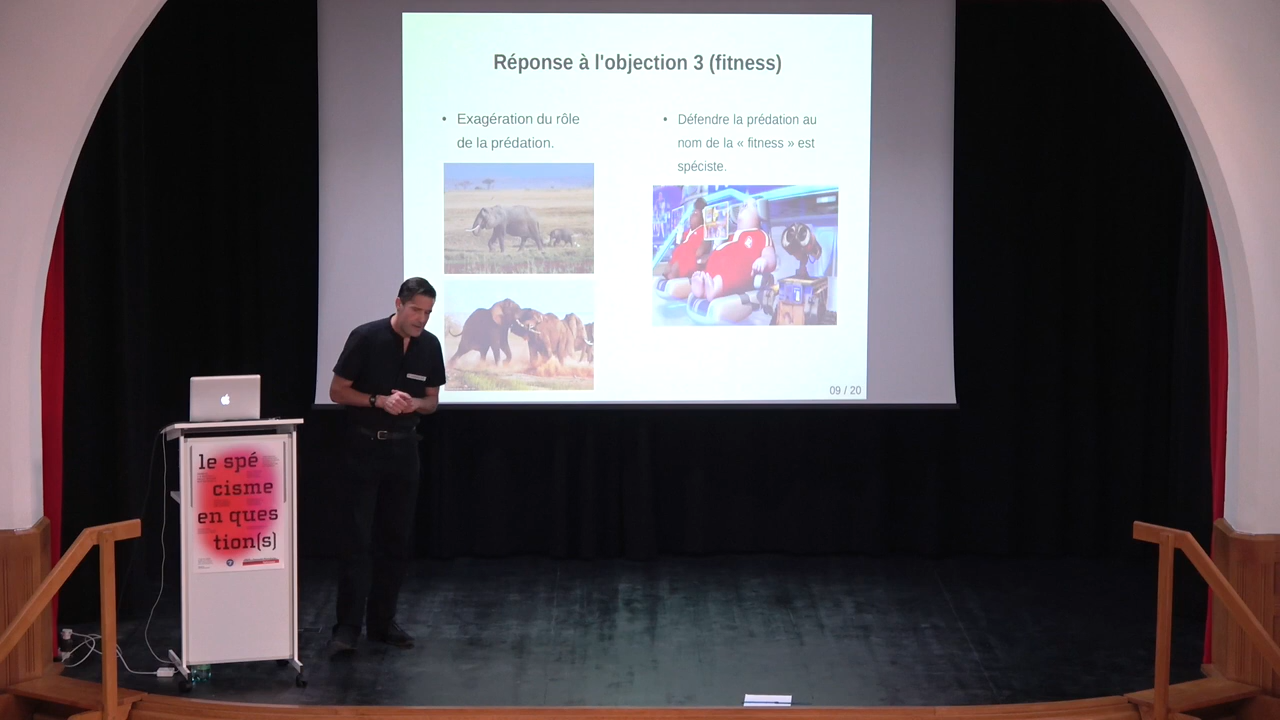 Réponse à l'objection 3 (fitness)
• Exagération du rôle
de la prédation.
• Défendre la prédation au
nom de la « fitness » est
spéciste.
09 / 20
le spé
cisme
en ques
tion(s)